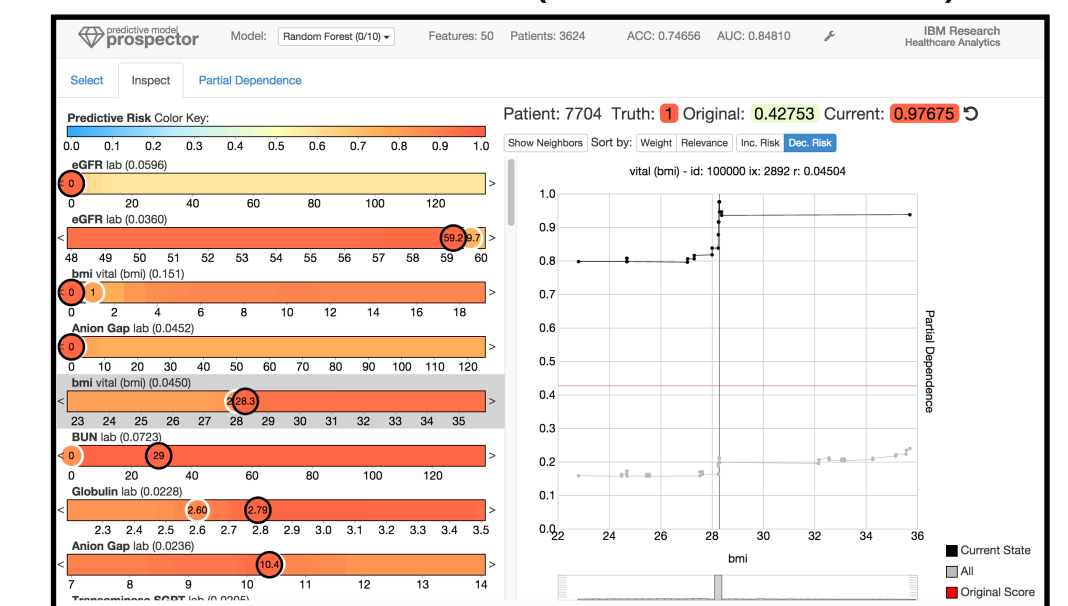 predictive model
prospector
Model: Random Forest (0/10) Features: 50 Patients: 3624 ACC: 0.74656 AUC: 0.84810
IBM Research
Healthcare Analytics
Select Inspect Partial Dependence
Predictive Risk Color Key:
0.0 0.1 0.2 0.3 0.4 0.5 0.6 0.7 0.8 0.9 1.0
eGFR lab (0.0596)
< 0 >
0 20 40 60 80 100 120
eGFR lab (0.0360)
< 59.2 9.7 >
48 49 50 51 52 53 54 55 56 57 58 59 60
bmi vital (bmi) (0.151)
< 0 1 >
0 2 4 6 8 10 12 14 16 18
Anion Gap lab (0.0452)
< 0 >
0 10 20 30 40 50 60 70 80 90 100 110 120
bmi vital (bmi) (0.0450)
< 2 28.3 >
23 24 25 26 27 28 29 30 31 32 33 34 35
BUN lab (0.0723)
< 0 29 >
0 20 40 60 80 100 120
Globulin lab (0.0228)
< 2.60 2.79 >
2.3 2.4 2.5 2.6 2.7 2.8 2.9 3.0 3.1 3.2 3.3 3.4 3.5
Anion Gap lab (0.0236)
< 10.4 >
7 8 9 10 11 12 13 14
Patient: 7704 Truth: 1 Original: 0.42753 Current: 0.97675
Show Neighbors Sort by: Weight Relevance Inc. Risk Dec. Risk
vital (bmi) - id: 100000 ix: 2892 r: 0.04504
1.0
0.9
0.8
0.7
0.6
0.5
0.4
0.3
0.2
0.1
0.0
22 24 26 28 30 32 34 36
bmi
Partial Dependence
Current State
All
Original Score